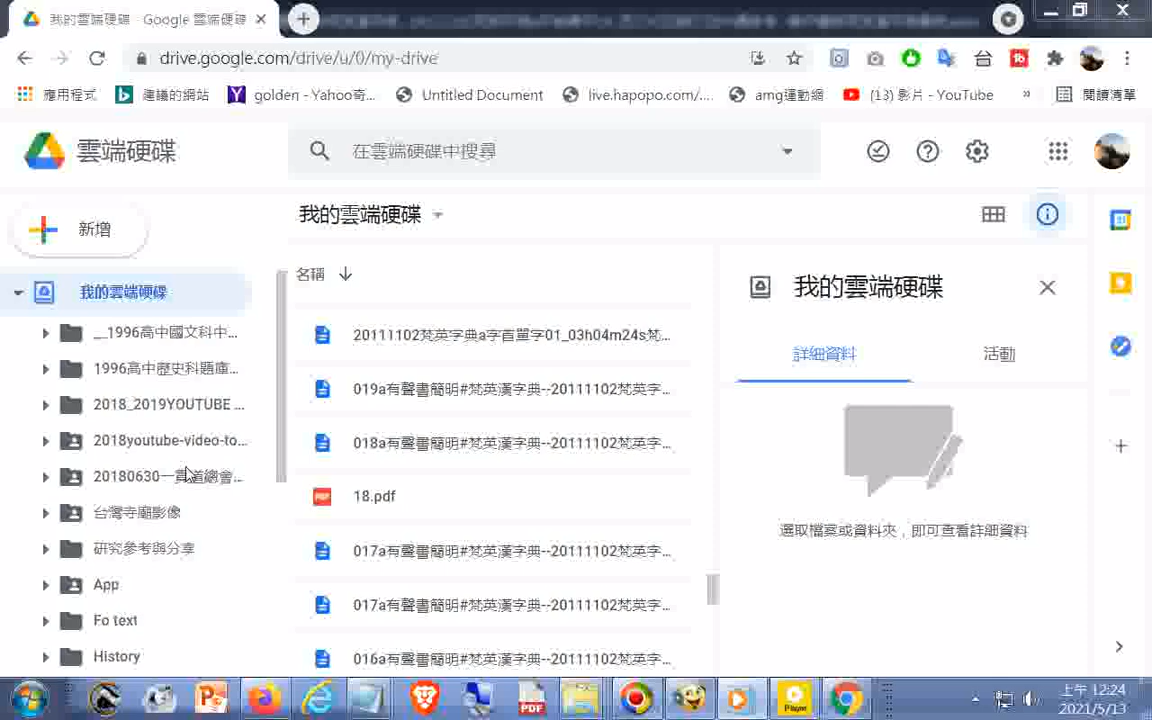 我的雲端硬碟 - Google 雲端硬碟
drive.google.com/drive/u/0/my-drive
應用程式
建議的網站
golden - Yahoo奇...
Untitled Document
live.hapopo.com/....
amg運動網
(13) 影片 - YouTube
»
閱讀清單
雲端硬碟
在雲端硬碟中搜尋
新增
我的雲端硬碟
名稱
我的雲端硬碟
詳細資料
活動
選取檔案或資料夾，即可查看詳細資料
我的雲端硬碟
__1996高中國文科中...
1996高中歷史科題庫...
2018_2019YOUTUBE ...
2018youtube-video-to...
20180630一貫道總會...
台灣寺廟影像
研究參考與分享
App
Fo text
History
20111102梵英字典a字首單字01_03h04m24s梵...
019a有聲書簡明#梵英漢字典--20111102梵英字...
018a有聲書簡明#梵英漢字典--20111102梵英字...
18.pdf
017a有聲書簡明#梵英漢字典--20111102梵英字...
017a有聲書簡明#梵英漢字典--20111102梵英字...
016a有聲書簡明#梵英漢字典--20111102梵英字...
上午 12:24
2021/5/13